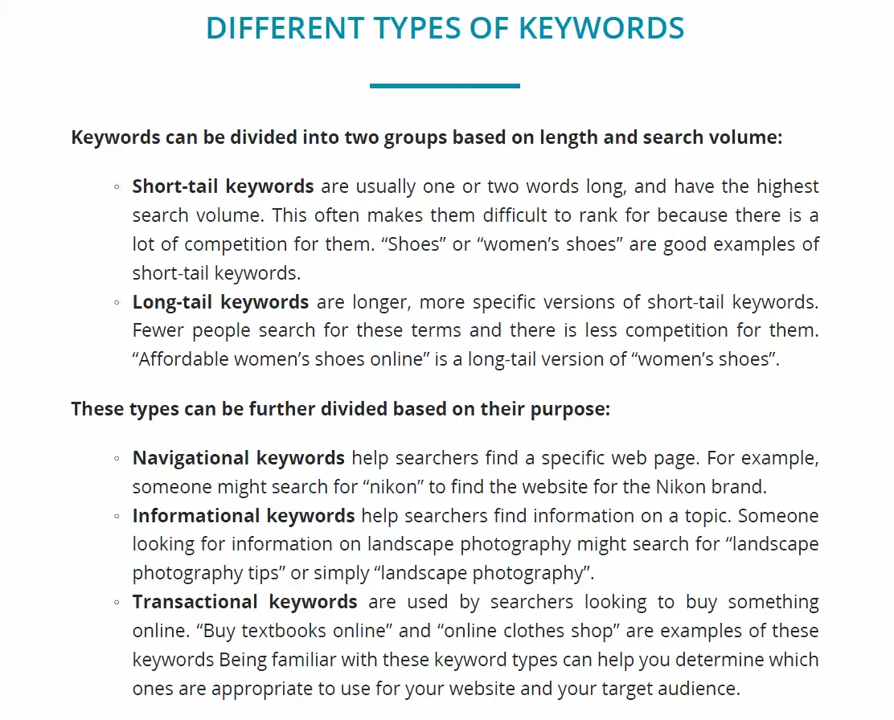 DIFFERENT TYPES OF KEYWORDS
Keywords can be divided into two groups based on length and search volume:
◦ Short-tail keywords are usually one or two words long, and have the highest
search volume. This often makes them difficult to rank for because there is a
lot of competition for them. “Shoes” or “women’s shoes” are good examples of
short-tail keywords.
◦ Long-tail keywords are longer, more specific versions of short-tail keywords.
Fewer people search for these terms and there is less competition for them.
“Affordable women’s shoes online” is a long-tail version of “women’s shoes”.
These types can be further divided based on their purpose:
◦ Navigational keywords help searchers find a specific web page. For example,
someone might search for “nikon” to find the website for the Nikon brand.
◦ Informational keywords help searchers find information on a topic. Someone
looking for information on landscape photography might search for “landscape
photography tips” or simply “landscape photography”.
◦ Transactional keywords are used by searchers looking to buy something
online. “Buy textbooks online” and “online clothes shop” are examples of these
keywords Being familiar with these keyword types can help you determine which
ones are appropriate to use for your website and your target audience.